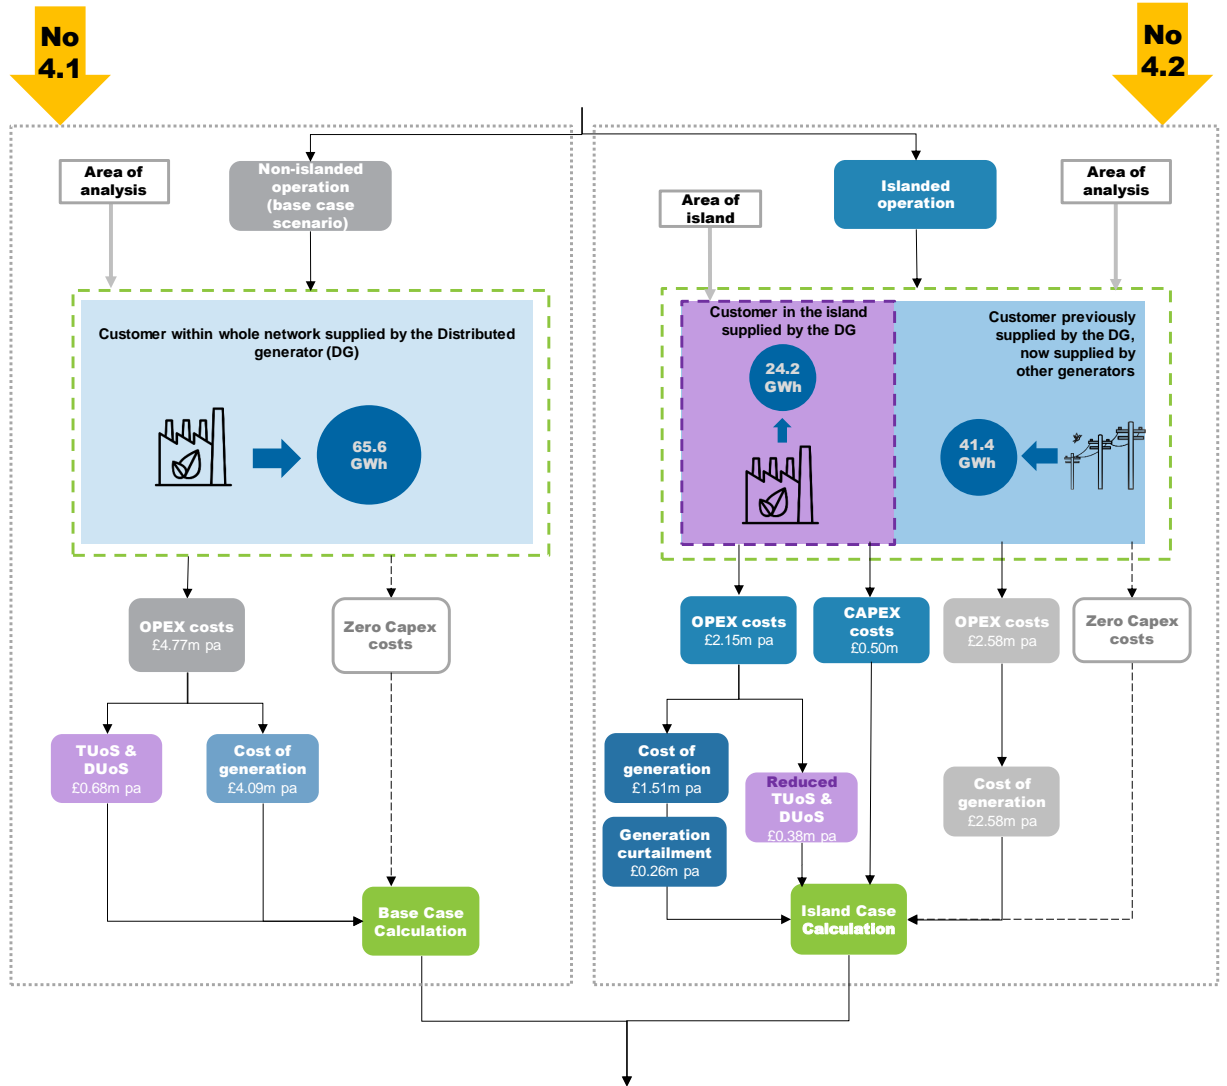 No
4.1
No
4.2
Area of
analysis
Non-islanded
operation
(base case
scenario)
Customer within whole network supplied by the Distributed
generator (DG)
65.6
GWh
OPEX costs
£4.77m pa
Zero Capex
costs
TUoS &
DUoS
£0.68m pa
Cost of
generation
£4.09m pa
Base Case
Calculation
Area of
island
Islanded
operation
Area of
analysis
Customer in the island
supplied by the DG
24.2
GWh
Customer previously
supplied by the DG,
now supplied by
other generators
41.4
GWh
OPEX costs
£2.15m pa
CAPEX
costs
£0.50m
OPEX costs
£2.58m pa
Zero Capex
costs
Cost of
generation
£1.51m pa
Generation
curtailment
£0.26m pa
Reduced
TUoS &
DUoS
£0.38m pa
Cost of
generation
£2.58m pa
Island Case
Calculation